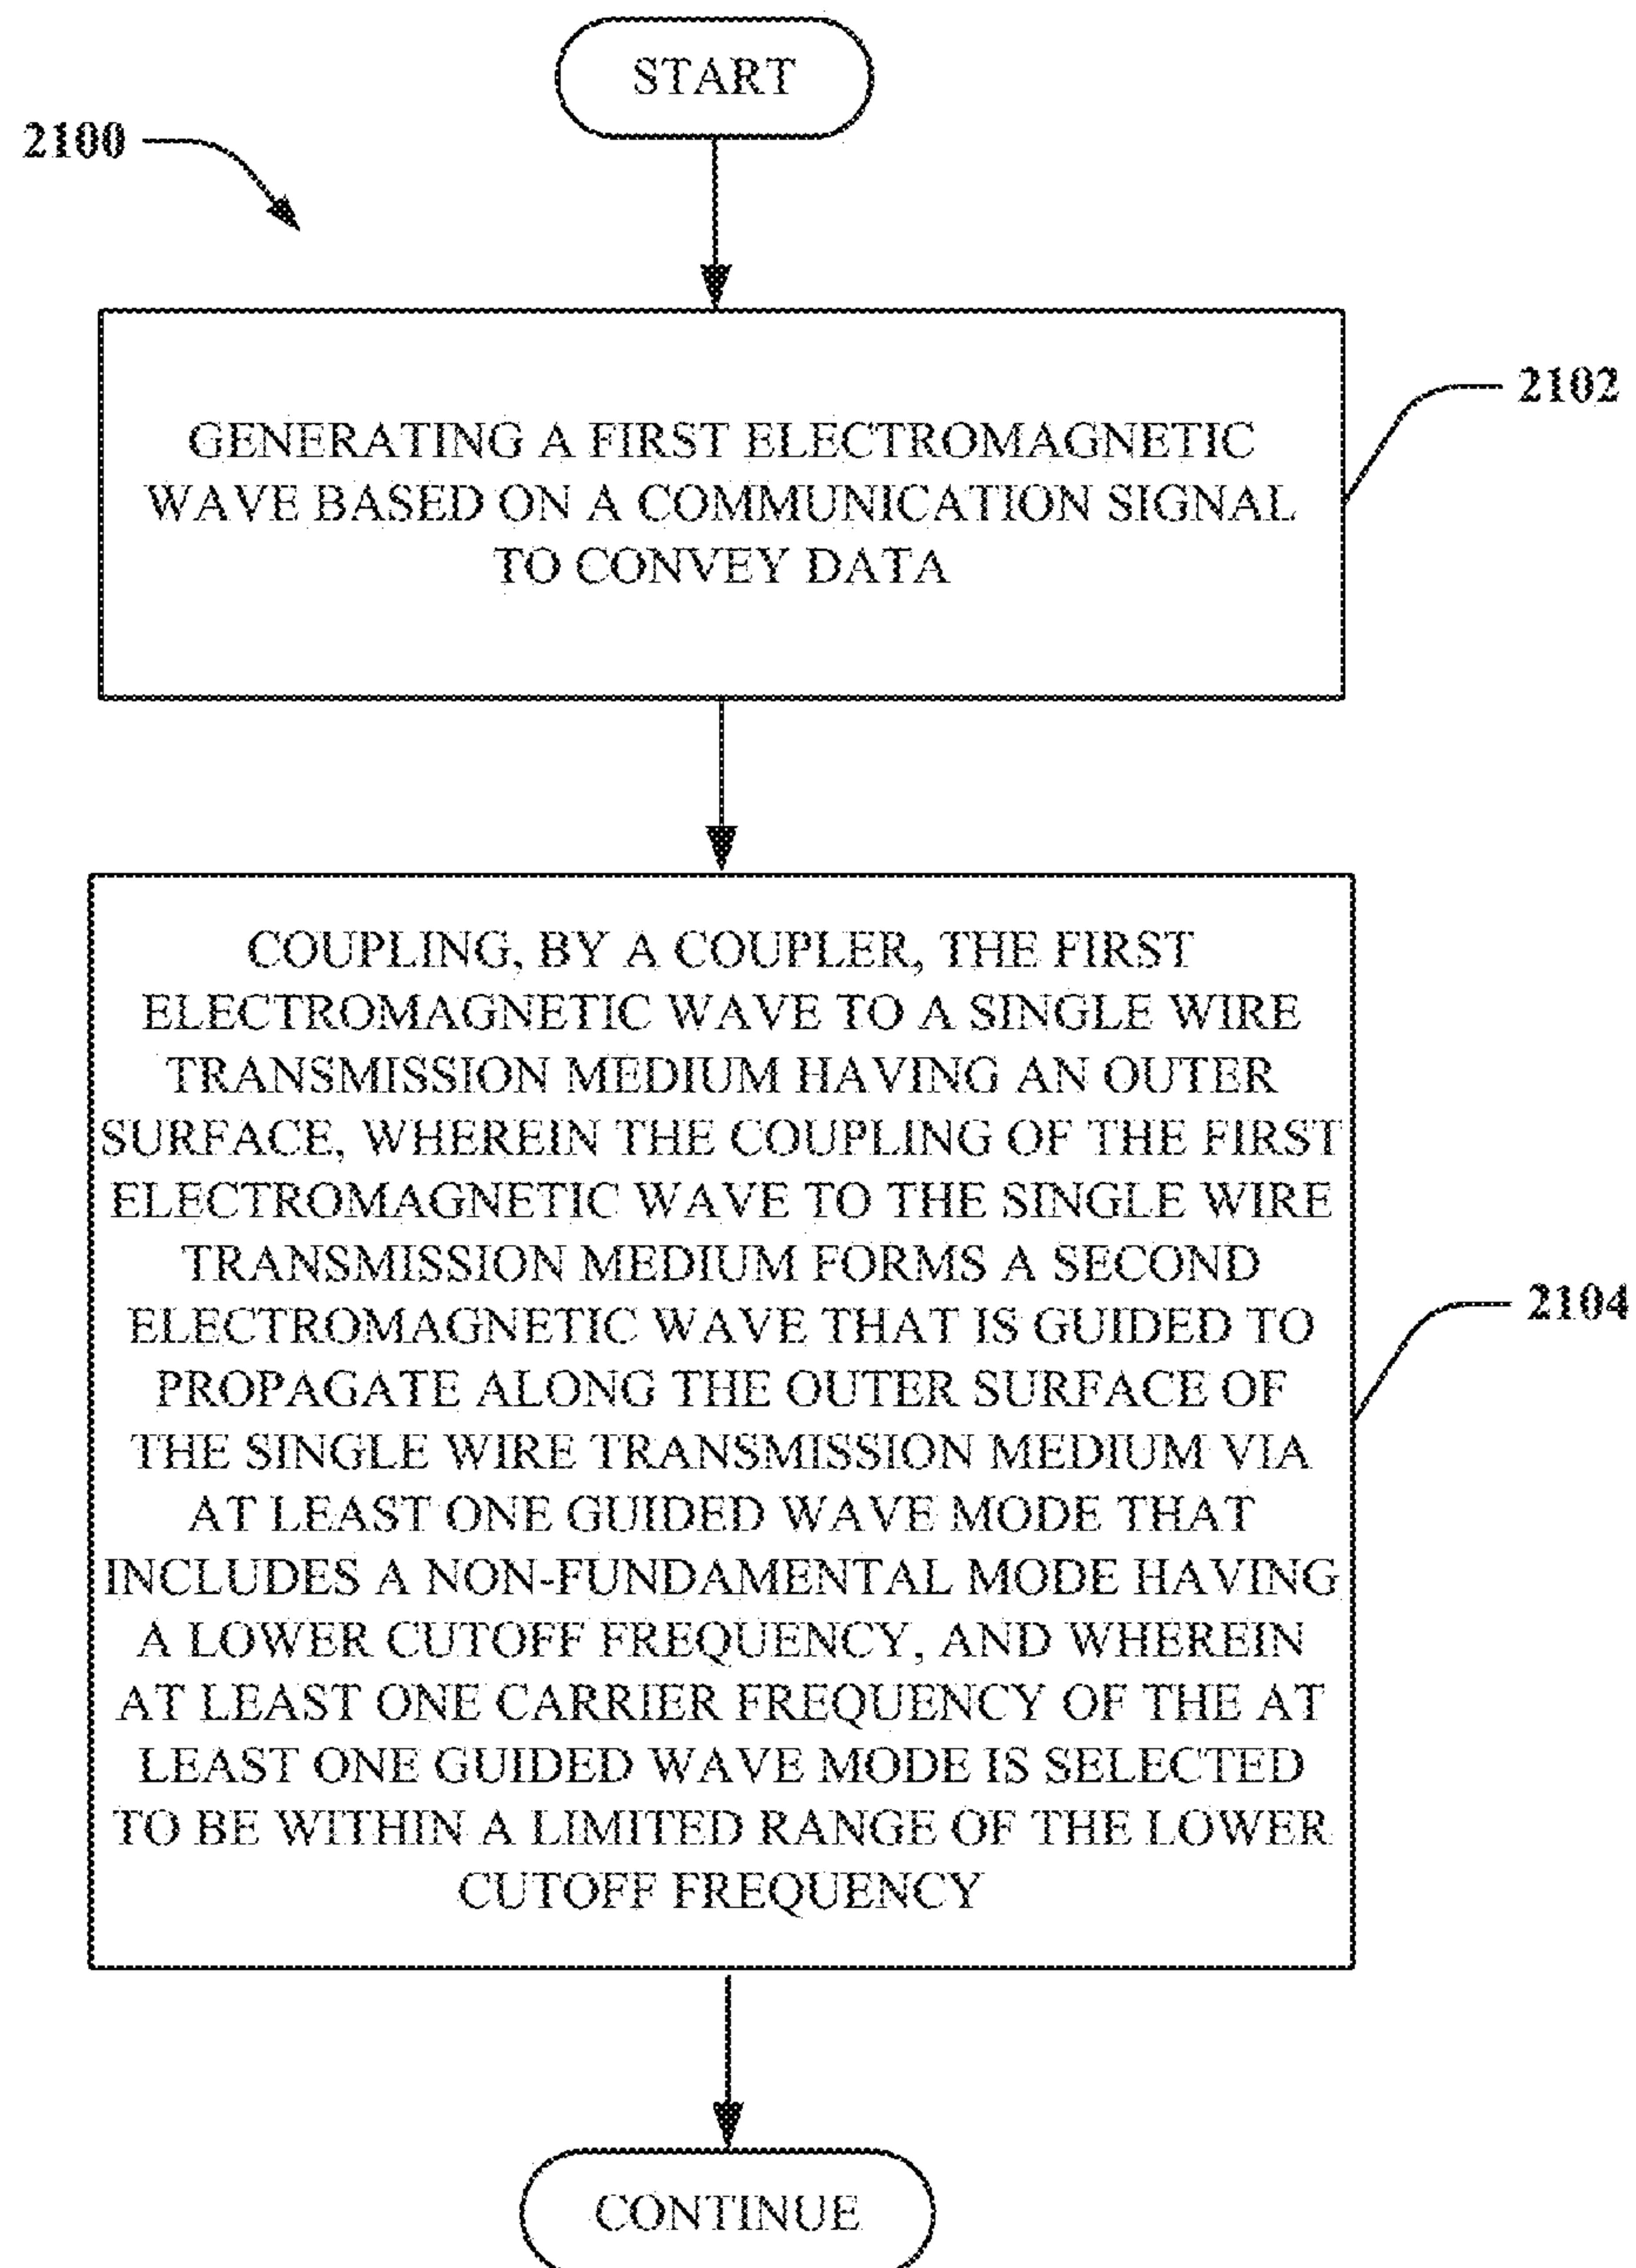 START
2100
2102
GENERATING A FIRST ELECTROMAGNETIC
WAVE BASED ON A COMMUNICATION SIGNAL
TO CONVEY DATA
COUPLING, BY A COUPLER, THE FIRST
ELECTROMAGNETIC WAVE TO A SINGLE WIRE
TRANSMISSION MEDIUM HAVING AN OUTER
SURFACE, WHEREIN THE COUPLING OF THE FIRST
ELECTROMAGNETIC WAVE TO THE SINGLE WIRE
TRANSMISSION MEDIUM FORMS A SECOND
ELECTROMAGNETIC WAVE THAT IS GUIDED TO
PROPAGATE ALONG THE OUTER SURFACE OF
THE SINGLE WIRE TRANSMISSION MEDIUM VIA
AT LEAST ONE GUIDED WAVE MODE THAT
INCLUDES A NON-FUNDAMENTAL MODE HAVING
A LOWER CUTOFF FREQUENCY, AND WHEREIN
AT LEAST ONE CARRIER FREQUENCY OF THE AT
LEAST ONE GUIDED WAVE MODE IS SELECTED
TO BE WITHIN A LIMITED RANGE OF THE LOWER
CUTOFF FREQUENCY
2104
CONTINUE